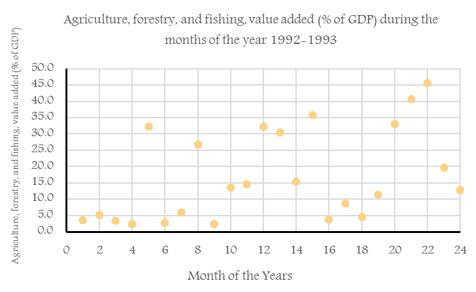 Agriculture, forestry, and fishing, value added (% of GDP) during the
months of the year 1992-1993
Agriculture, forestry, and fishing, value added (% of GDP)
50.0
45.0
40.0
35.0
30.0
25.0
20.0
15.0
10.0
5.0
0.0
0 2 4 6 8 10 12 14 16 18 20 22 24
Month of the Years